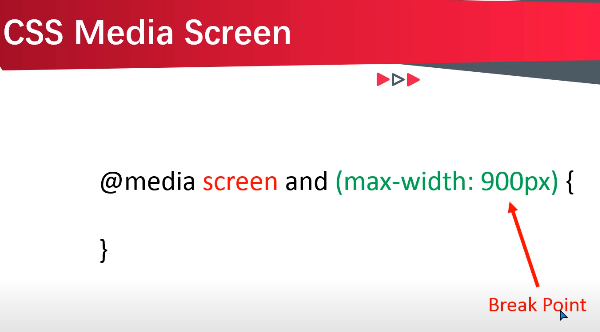 CSS Media Screen
@media screen and (max-width: 900px) {
}
Break Point